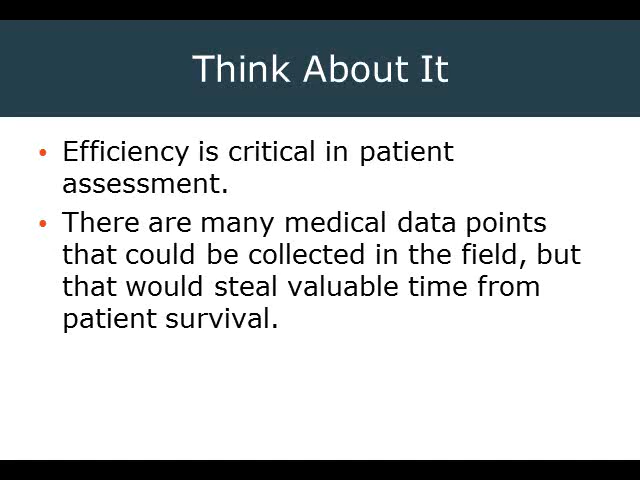 Think About It
• Efficiency is critical in patient
assessment.
• There are many medical data points
that could be collected in the field, but
that would steal valuable time from
patient survival.